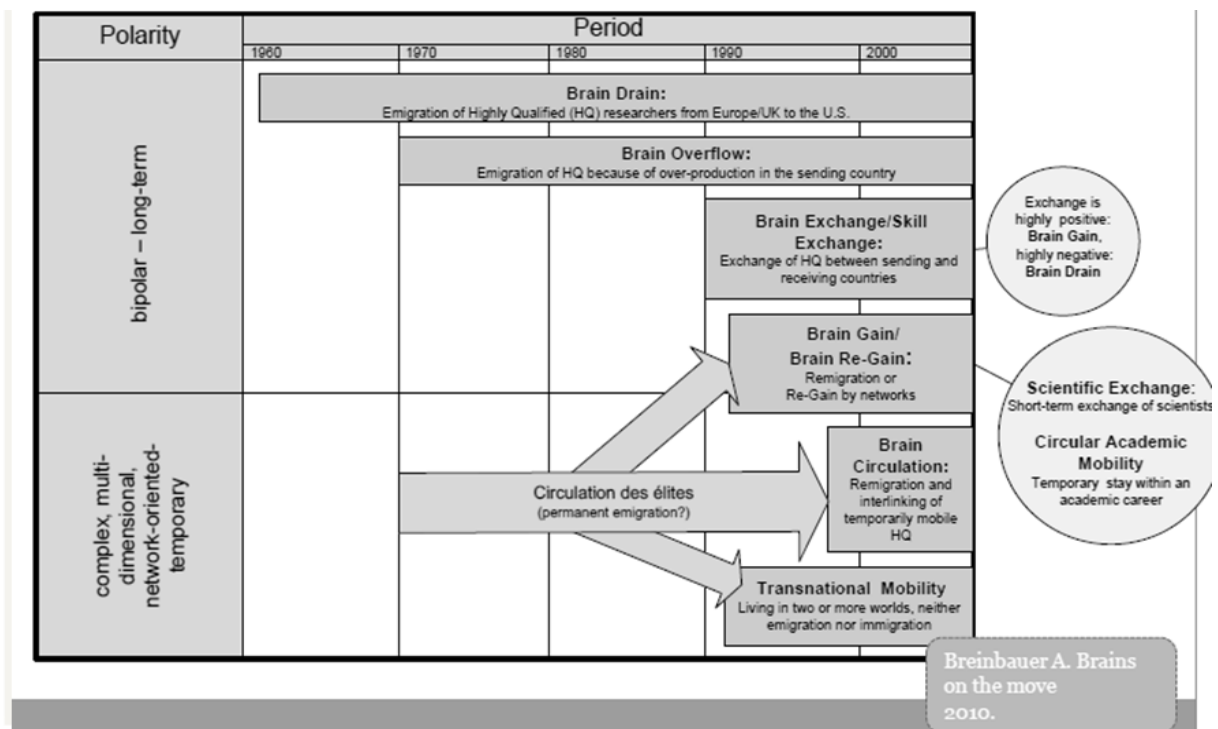 Polarity
Period
1960
1970
1980
1990
2000
bipolar – long-term
Brain Drain:
Emigration of Highly Qualified (HQ) researchers from Europe/UK to the U.S.
Brain Overflow:
Emigration of HQ because of over-production in the sending country
Brain Exchange/Skill
Exchange:
Exchange of HQ between sending and
receiving countries
Exchange is
highly positive:
Brain Gain,
highly negative:
Brain Drain
Brain Gain/
Brain Re-Gain:
Remigration or
Re-Gain by networks
Scientific Exchange:
Short-term exchange of scientists
Circular Academic
Mobility
Temporary stay within an
academic career
complex, multi-
dimensional,
network-oriented-
temporary
Circulation des élites
(permanent emigration?)
Brain
Circulation:
Remigration and
interlinking of
temporarily mobile
HQ
Transnational Mobility
Living in two or more worlds, neither
emigration nor immigration
Breinbauer A. Brains
on the move
2010.